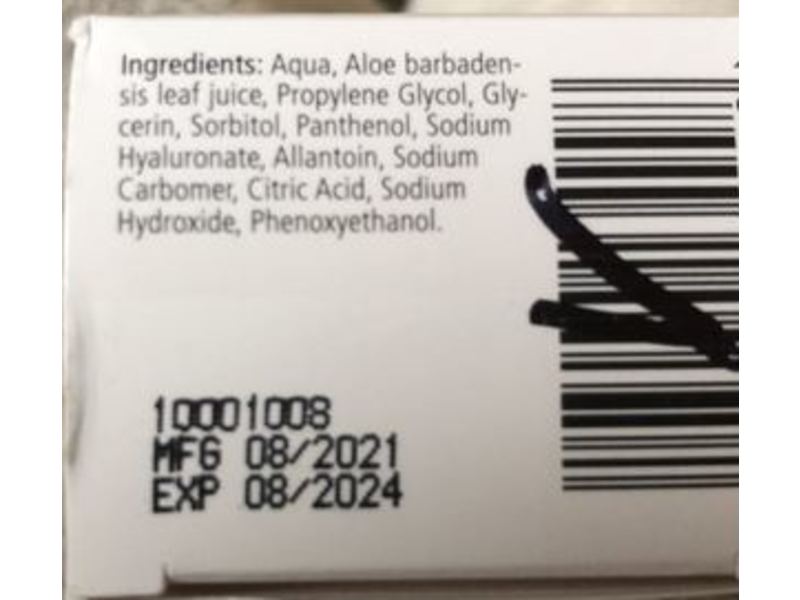 Ingredients: Aqua, Aloe barbaden-
sis leaf juice, Propylene Glycol, Gly-
cerin, Sorbitol, Panthenol, Sodium
Hyaluronate, Allantoin, Sodium
Carbomer, Citric Acid, Sodium
Hydroxide, Phenoxyethanol.
10001008
MFG 08/2021
EXP 08/2024